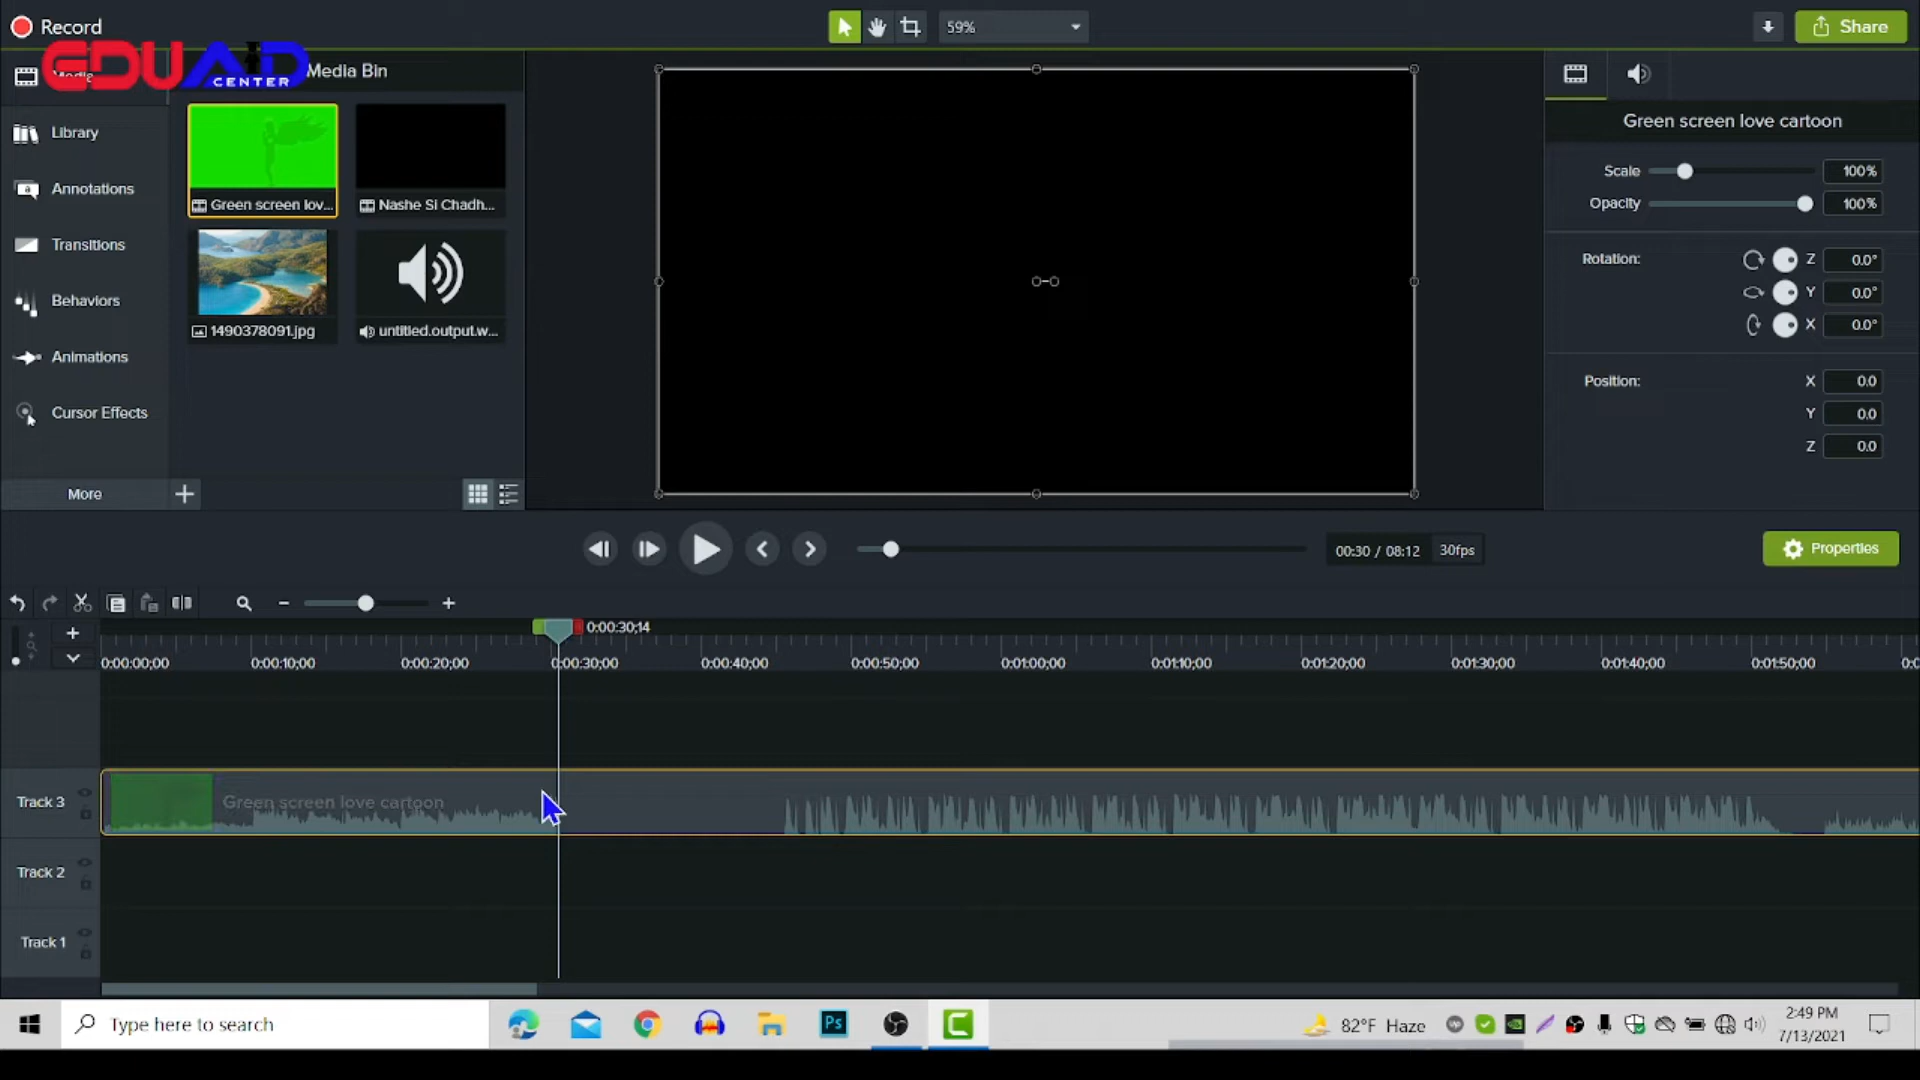 Record
59%
Share
EDUAID
CENTER
Media Bin
Library
Annotations
Transitions
Behaviors
Animations
Cursor Effects
More
Green screen lov...
Nashe Si Chadh...
1490378091.jpg
untitled.output.w...
Green screen love cartoon
Scale
100%
Opacity
100%
Rotation:
Z
0.0°
Y
0.0°
X
0.0°
Position:
X
0.0
Y
0.0
Z
0.0
00:30 / 08:12
30fps
Properties
0:00:30;14
0:00:00;00
0:00:10;00
0:00:20;00
0:00:30;00
0:00:40;00
0:00:50;00
0:01:00;00
0:01:10;00
0:01:20;00
0:01:30;00
0:01:40;00
0:01:50;00
Track 3
Green screen love cartoon
Track 2
Track 1
Type here to search
Ps
82°F Haze
2:49 PM
7/13/2021